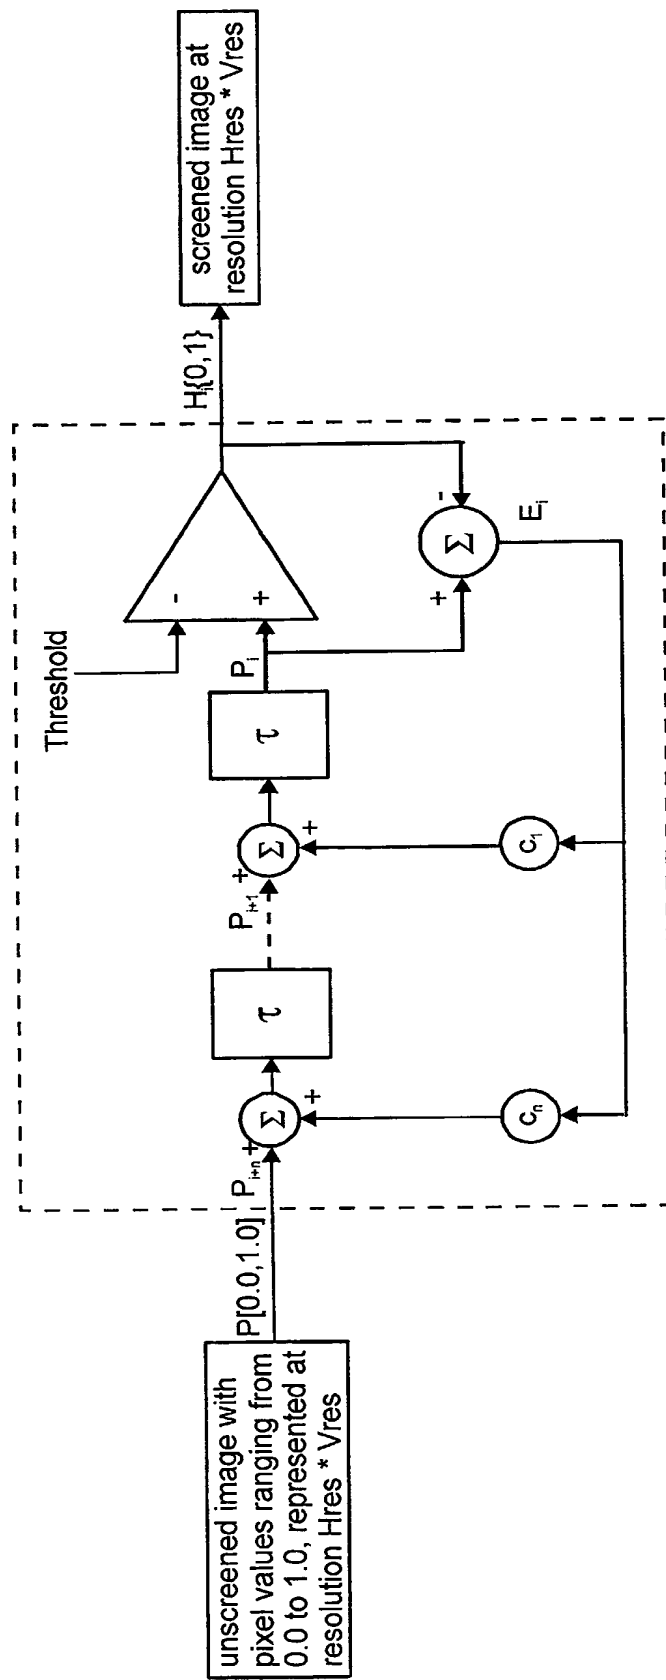 unscreened image with
pixel values ranging from
0.0 to 1.0, represented at
resolution Hres * Vres
P[0.0,1.0]
P_{i+n}
+
Σ
+
τ
P_{i+1}
+
Σ
+
τ
P_i
Threshold
-
+
H_i{0,1}
screened image at
resolution Hres * Vres
+
-
Σ
E_i
c_n
c_1